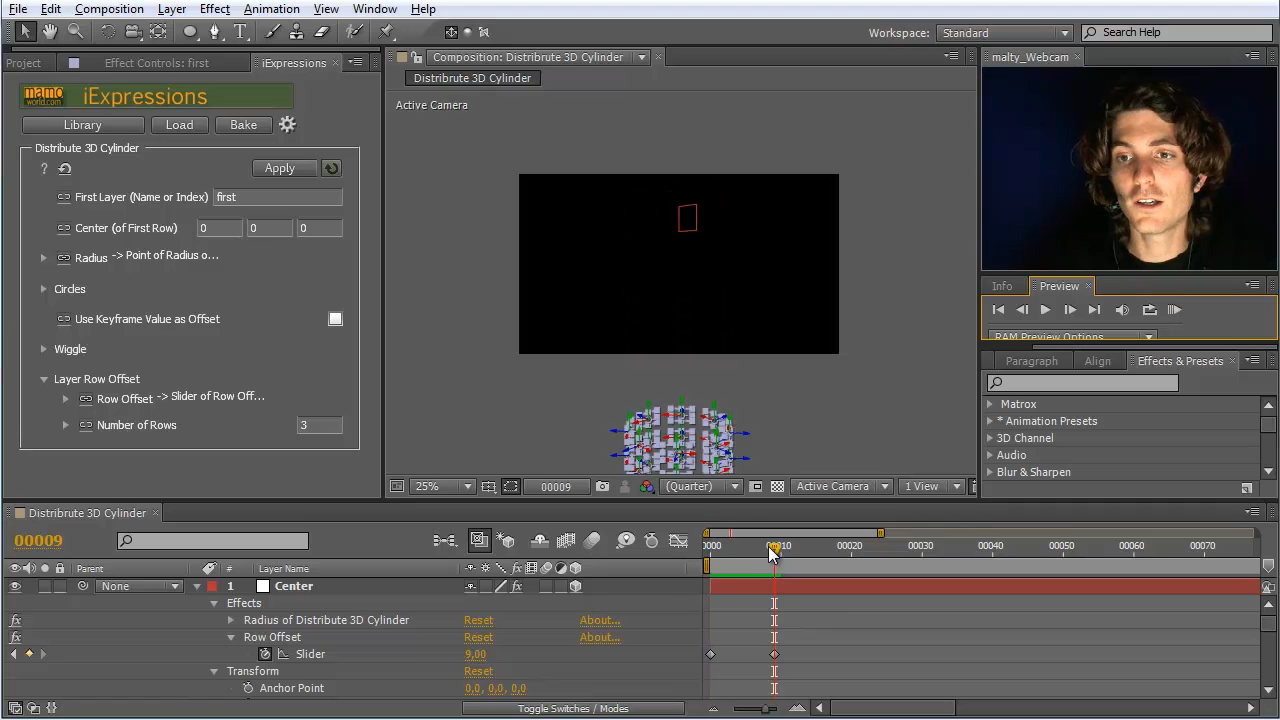 File Edit Composition Layer Effect Animation View Window Help
Workspace: Standard Search Help
Project Effect Controls: first iExpressions
Composition: Distribrute 3D Cylinder
malty_Webcam
mamo world.com iExpressions
Distribrute 3D Cylinder
Active Camera
Library Load Bake
Distribute 3D Cylinder
? Apply
First Layer (Name or Index) first
Center (of First Row) 0 0 0
Radius -> Point of Radius o...
Circles
Use Keyframe Value as Offset
Wiggle
Layer Row Offset
Row Offset -> Slider of Row Off...
Number of Rows 3
Info Preview
RAM Preview Options
Paragraph Align Effects & Presets
Matrox
* Animation Presets
3D Channel
Audio
Blur & Sharpen
25% 00009 (Quarter) Active Camera 1 View
Distribrute 3D Cylinder
00009
0000 00010 00020 00030 00040 00050 00060 00070
# Layer Name
Parent
None 1 Center
Effects
Radius of Distribute 3D Cylinder Reset About...
Row Offset Reset About...
Slider 9,00
Transform Reset
Anchor Point 0,0, 0,0, 0,0
Toggle Switches / Modes